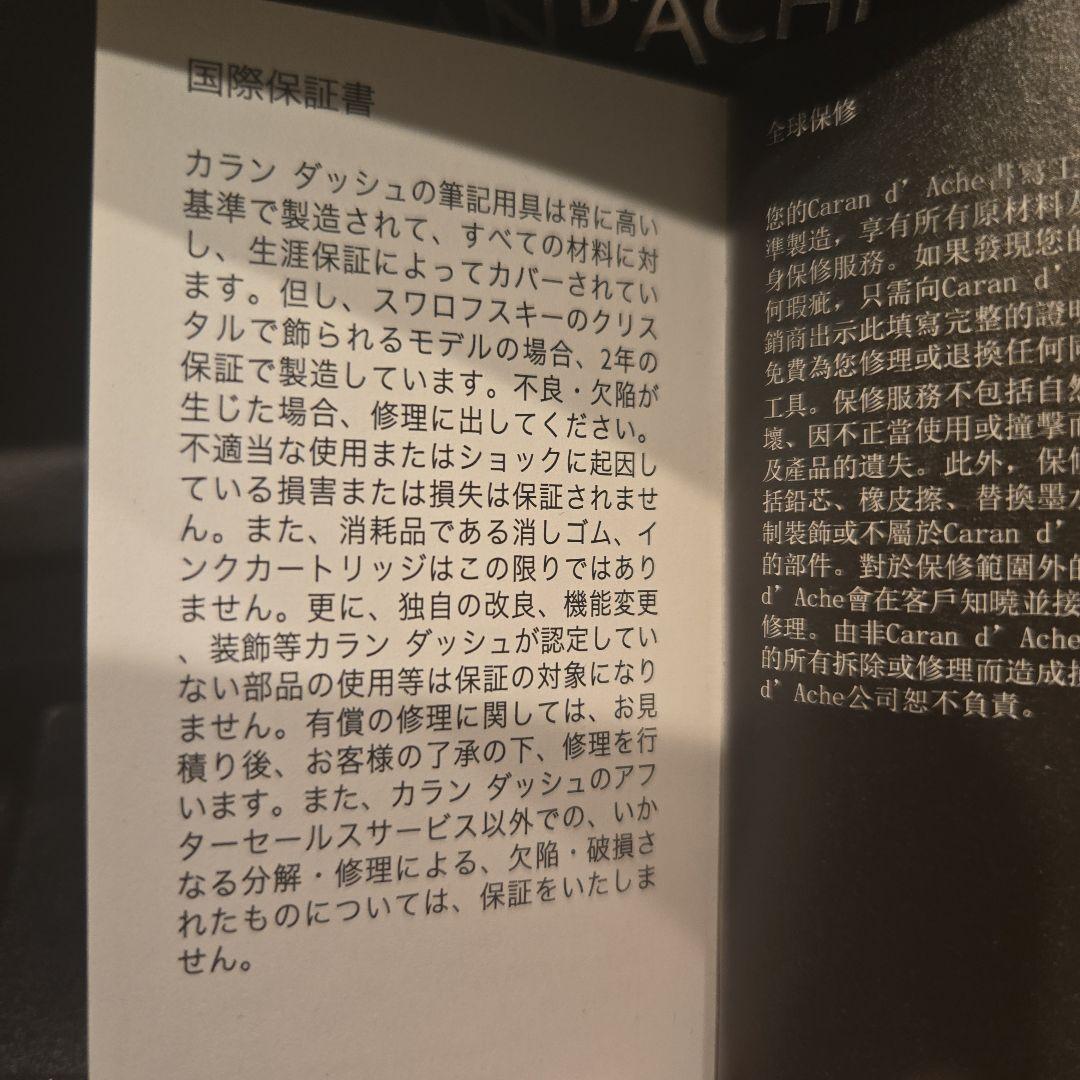 D'ACHE
国際保証書
カラン ダッシュの筆記用具は常に高い
基準で製造されて、すべての材料に対
し、生涯保証によってカバーされてい
ます。但し、スワロフスキーのクリス
タルで飾られるモデルの場合、2年の
保証で製造しています。不良・欠陥が
生じた場合、修理に出してください。
不適当な使用またはショックに起因し
ている損害または損失は保証されませ
ん。また、消耗品である消しゴム、イ
ンクカートリッジはこの限りではあり
ません。更に、独自の改良、機能変更
、装飾等カラン ダッシュが認定してい
ない部品の使用等は保証の対象になり
ません。有償の修理に関しては、お見
積り後、お客様の了承の下、修理を行
います。また、カラン ダッシュのアフ
ターセールスサービス以外での、いか
なる分解・修理による、欠陥・破損さ
れたものについては、保証をいたしま
せん。
全球保修
您的Caran d’Ache書寫工
準製造，享有所有原材料及
身保修服務。如果發現您的
何瑕疵，只需向Caran d’
銷商出示此填寫完整的證明
免費為您修理或退換任何同
工具。保修服務不包括自然
壞、因不正當使用或撞擊而
及產品的遺失。此外，保修
括鉛芯、橡皮擦、替換墨水
制裝飾或不屬於Caran d’
的部件。對於保修範圍外的
d’Ache會在客戶知曉並接
修理。由非Caran d’Ache
的所有拆除或修理而造成
d’Ache公司恕不負責。